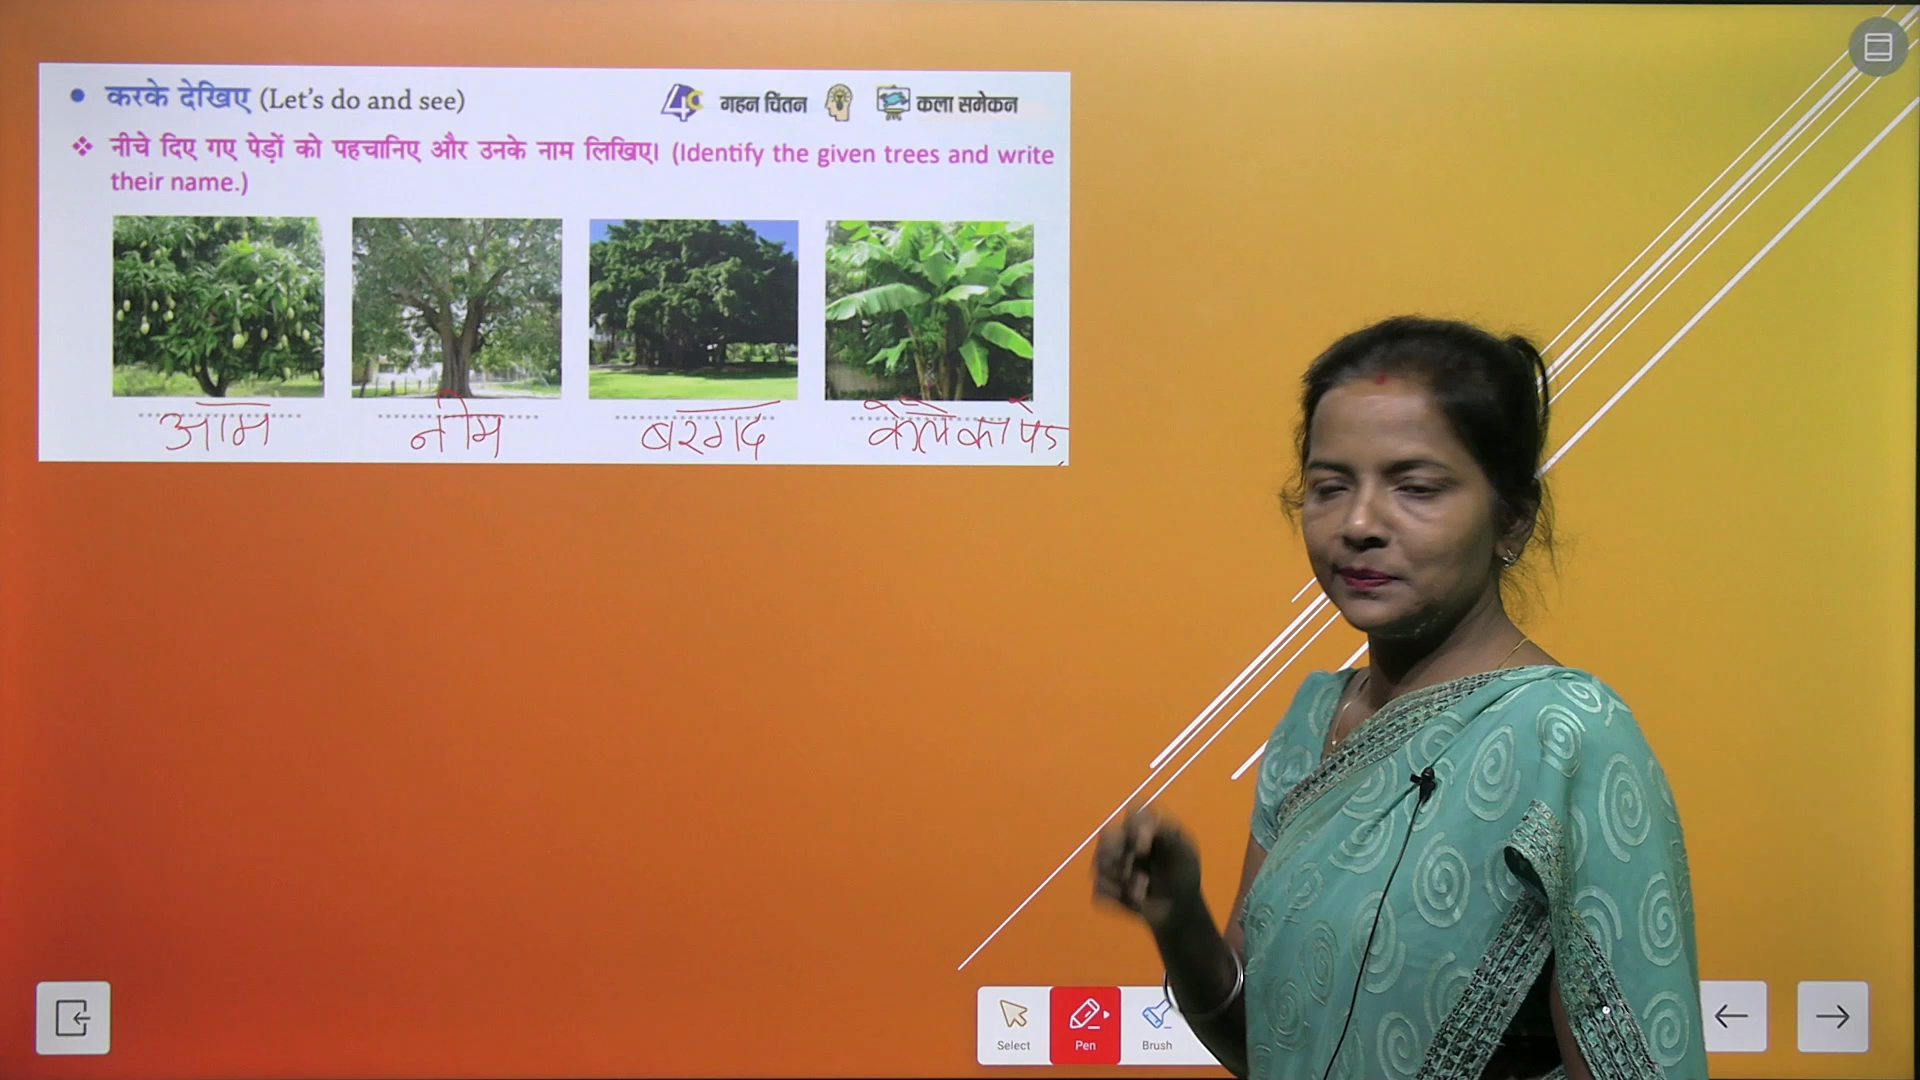 • करके देखिए (Let's do and see)
4C गहन चिंतन कला समेकन
❖ नीचे दिए गए पेड़ों को पहचानिए और उनके नाम लिखिए। (Identify the given trees and write
their name.)
आम नीम बरगद केले का पेड़
Select Pen Brush